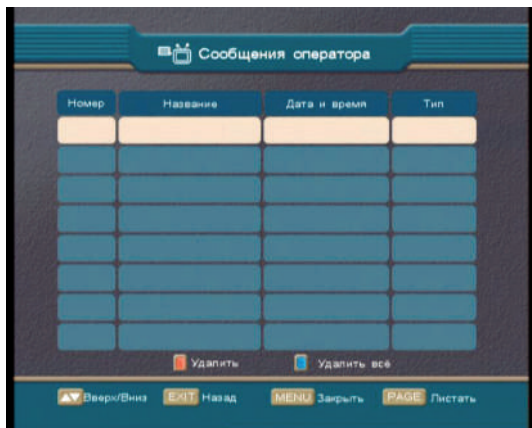 Сообщения оператора
Номер Название Дата и время Тип
Удалить Удалить всё
Вверх/Вниз EXIT Назад MENU Закрыть PAGE Листать